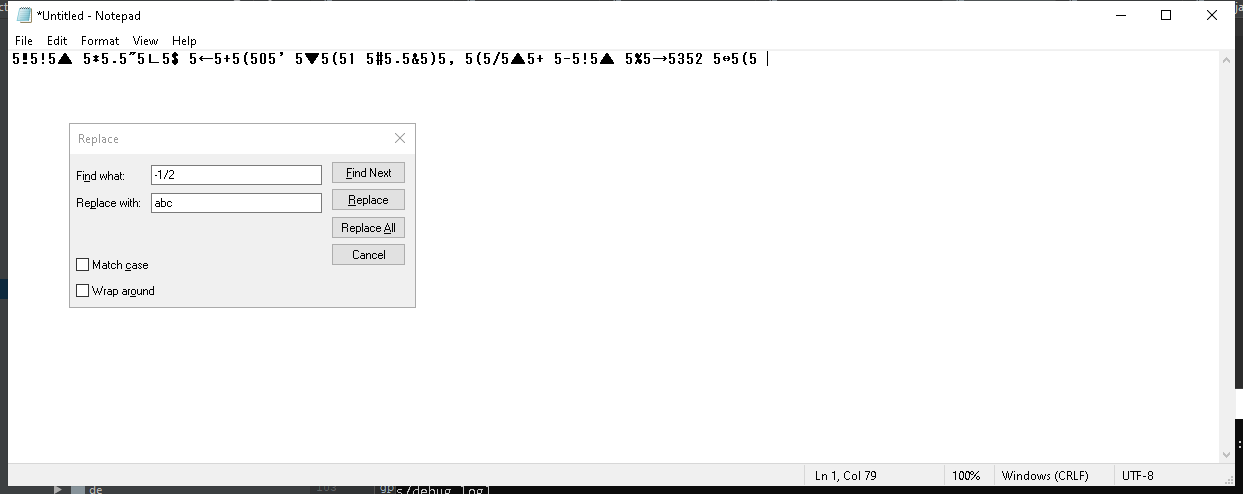 *Untitled - Notepad
File Edit Format View Help
5!5!5▲ 5*5.5˜5∟5$ 5←5+5(505' 5▼5(51 5#5.5&5)5, 5(5/5▲5+ 5-5!5▲ 5%5→5352 5↔5(5
Replace
Find what: -1/2 Find Next
Replace with: abc Replace
Replace All
Cancel
Match case
Wrap around
Ln 1, Col 79 100% Windows (CRLF) UTF-8
de 103
s/debug.log]